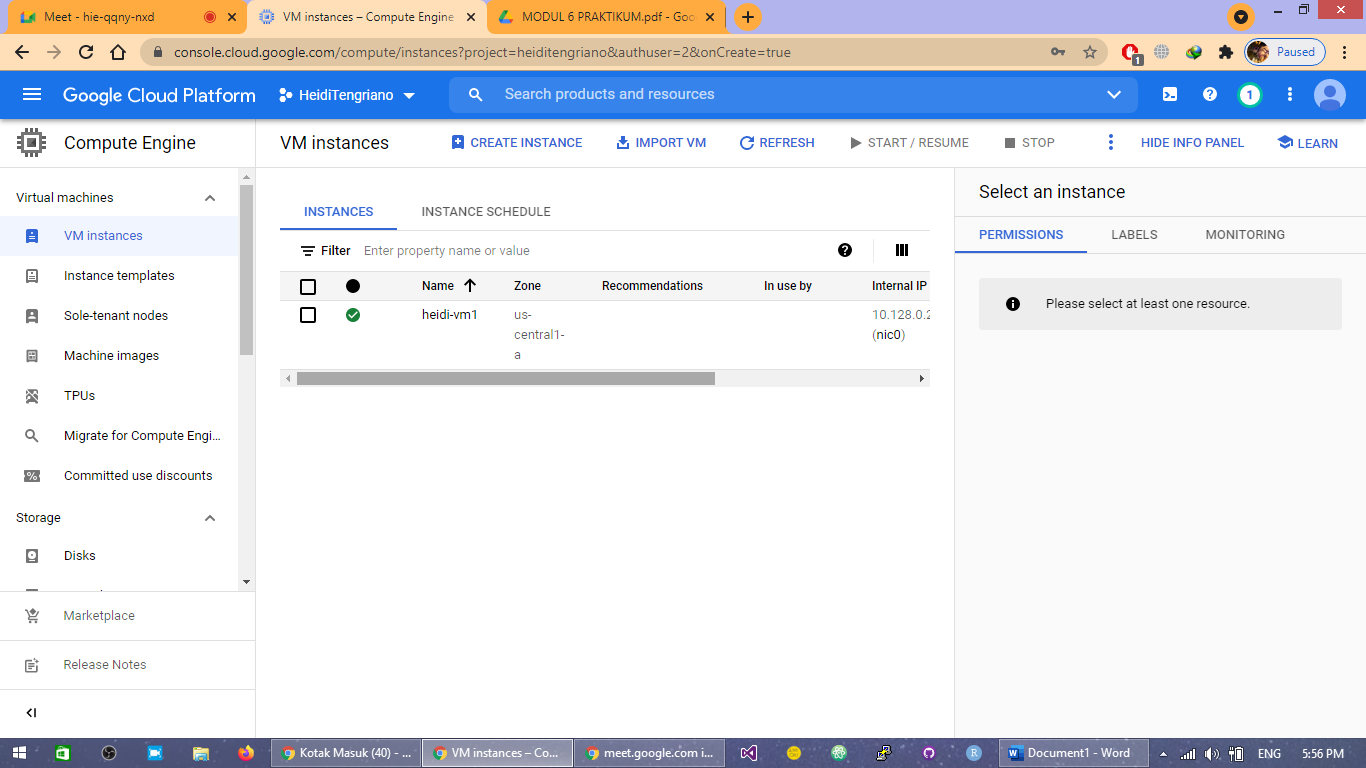 Meet - hie-qqny-nxd
VM instances – Compute Engine
MODUL 6 PRAKTIKUM.pdf - Goo
console.cloud.google.com/compute/instances?project=heiditengriano&authuser=2&onCreate=true
1
Paused
Google Cloud Platform
HeidiTengriano
Search products and resources
1
Compute Engine
VM instances
CREATE INSTANCE
IMPORT VM
REFRESH
START / RESUME
STOP
HIDE INFO PANEL
LEARN
Virtual machines
VM instances
Instance templates
Sole-tenant nodes
Machine images
TPUs
Migrate for Compute Engi...
Committed use discounts
Storage
Disks
Marketplace
Release Notes
INSTANCES
INSTANCE SCHEDULE
Filter
Enter property name or value
Name
Zone
Recommendations
In use by
Internal IP
heidi-vm1
us-
central1-
a
10.128.0.2
(nic0)
Select an instance
PERMISSIONS
LABELS
MONITORING
Please select at least one resource.
Kotak Masuk (40) - ...
VM instances – Co...
meet.google.com i...
Document1 - Word
ENG
5:56 PM